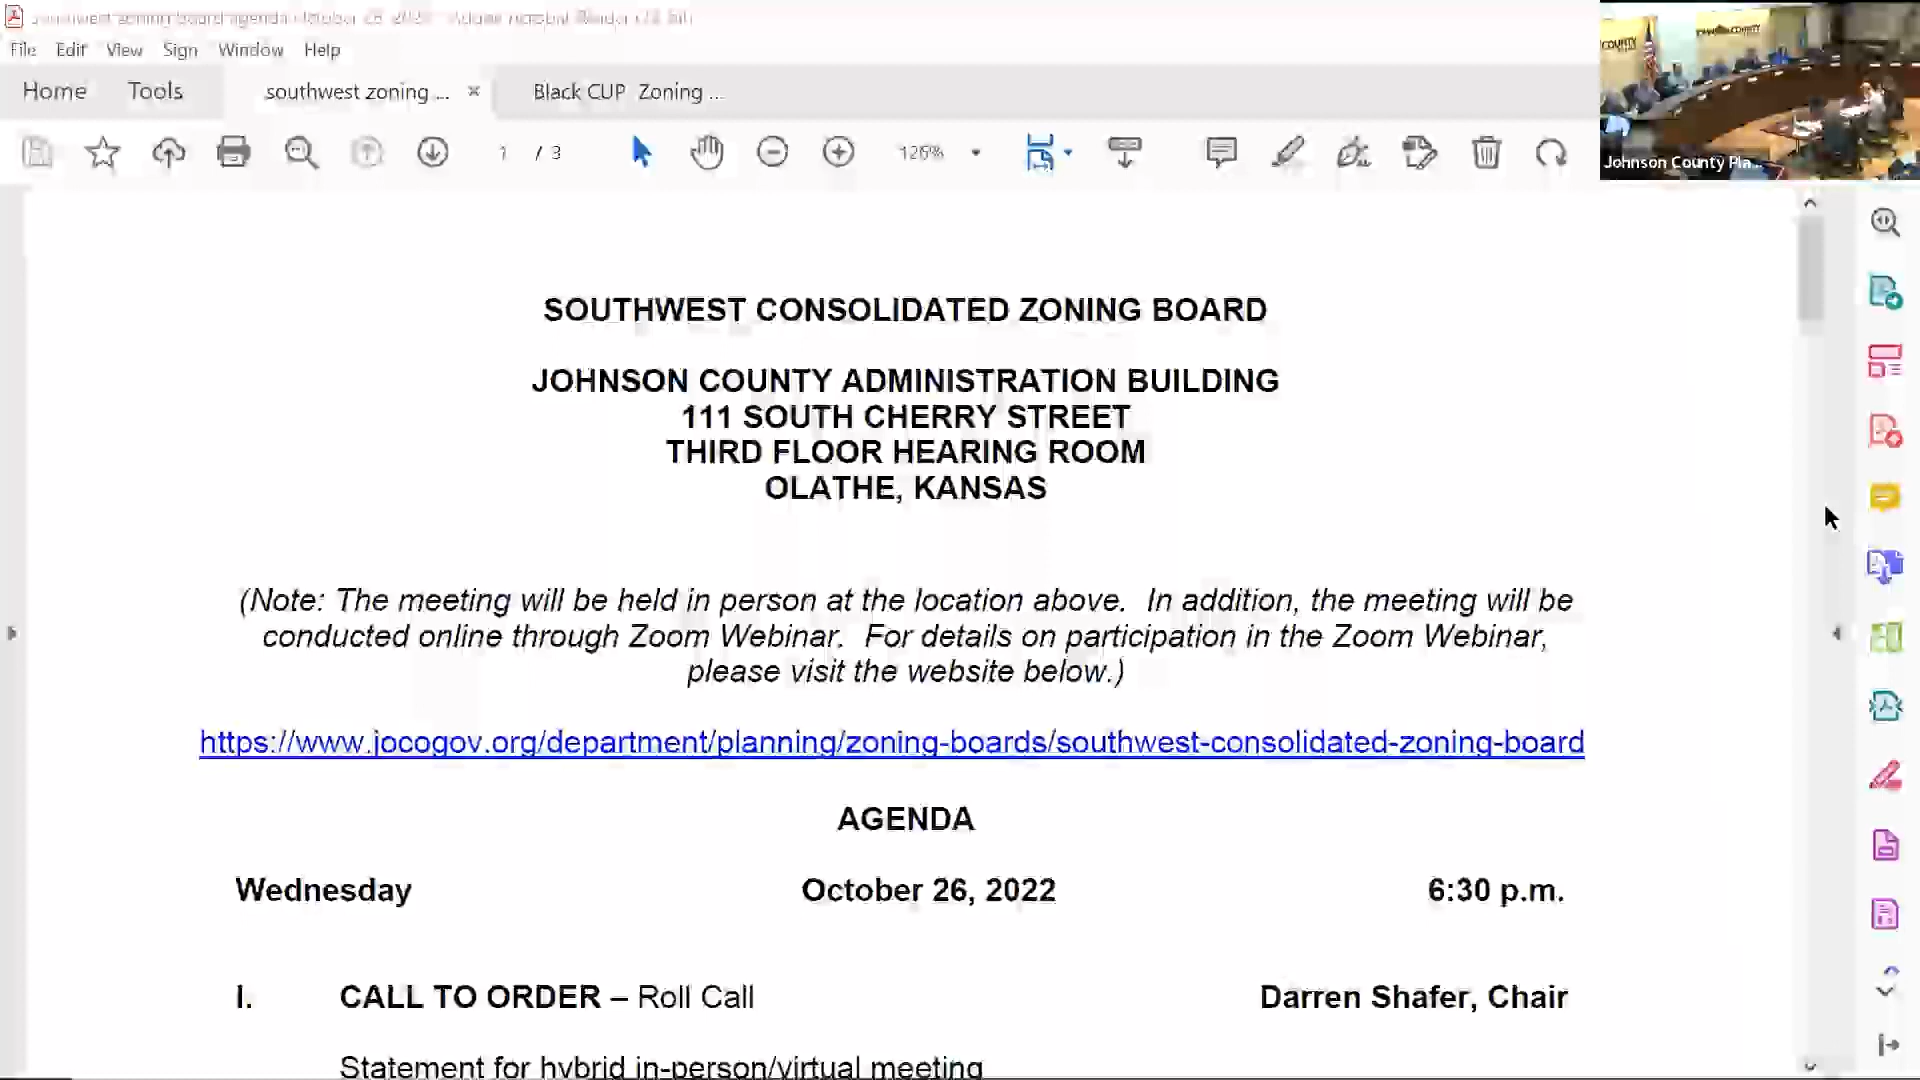 File Edit View Sign Window Help
Home Tools southwest zoning ... × Black CUP Zoning ...
1 / 3 126%
COUNTY
COUNTY
Johnson County Pla...
SOUTHWEST CONSOLIDATED ZONING BOARD
JOHNSON COUNTY ADMINISTRATION BUILDING
111 SOUTH CHERRY STREET
THIRD FLOOR HEARING ROOM
OLATHE, KANSAS
(Note: The meeting will be held in person at the location above. In addition, the meeting will be
conducted online through Zoom Webinar. For details on participation in the Zoom Webinar,
please visit the website below.)
https://www.jocogov.org/department/planning/zoning-boards/southwest-consolidated-zoning-board
AGENDA
Wednesday October 26, 2022 6:30 p.m.
I. CALL TO ORDER – Roll Call Darren Shafer, Chair
Statement for hybrid in-person/virtual meeting